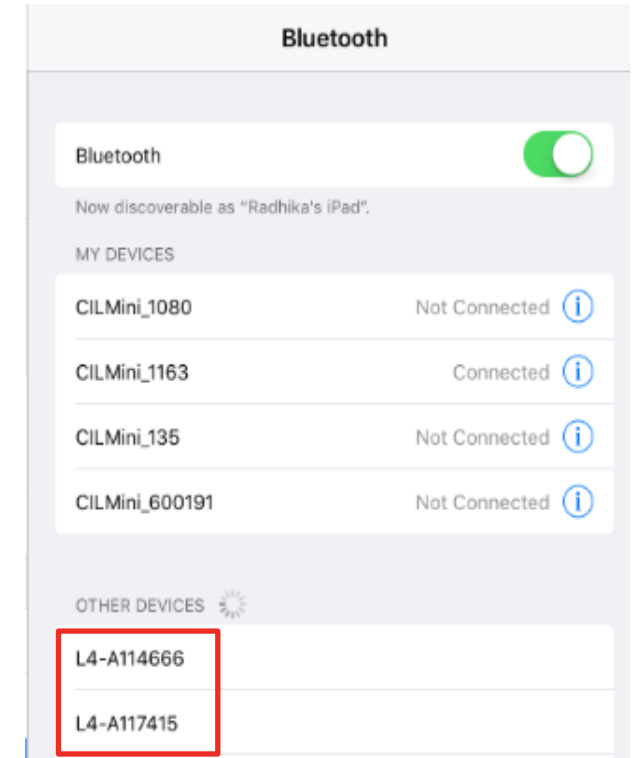 Bluetooth
Bluetooth
Now discoverable as "Radhika's iPad".
MY DEVICES
CILMini_1080 Not Connected
CILMini_1163 Connected
CILMini_135 Not Connected
CILMini_600191 Not Connected
OTHER DEVICES
L4-A114666
L4-A117415